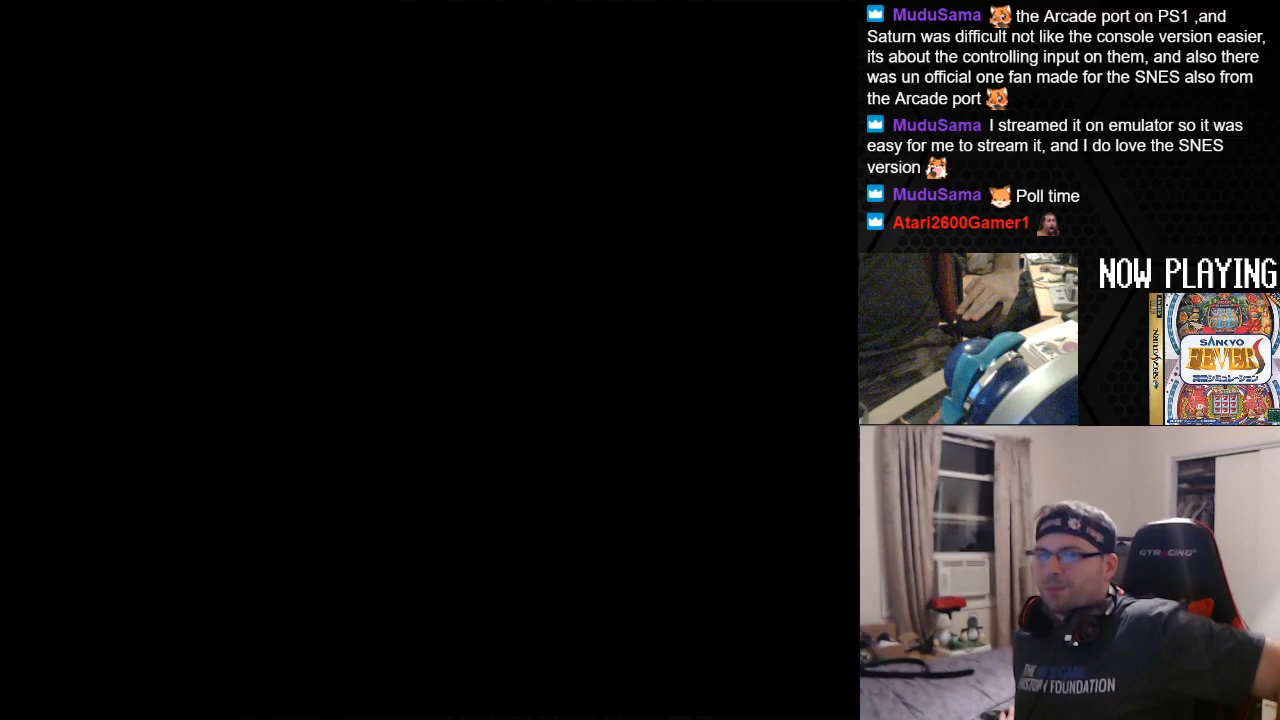 MuduSama the Arcade port on PS1 ,and
Saturn was difficult not like the console version easier,
its about the controlling input on them, and also there
was un official one fan made for the SNES also from
the Arcade port
MuduSama I streamed it on emulator so it was
easy for me to stream it, and I do love the SNES
version
MuduSama Poll time
Atari2600Gamer1
NOW PLAYING
SEGA SATURN
SANKYO
FEVER
GTRACING
THE
HISTORY FOUNDATION